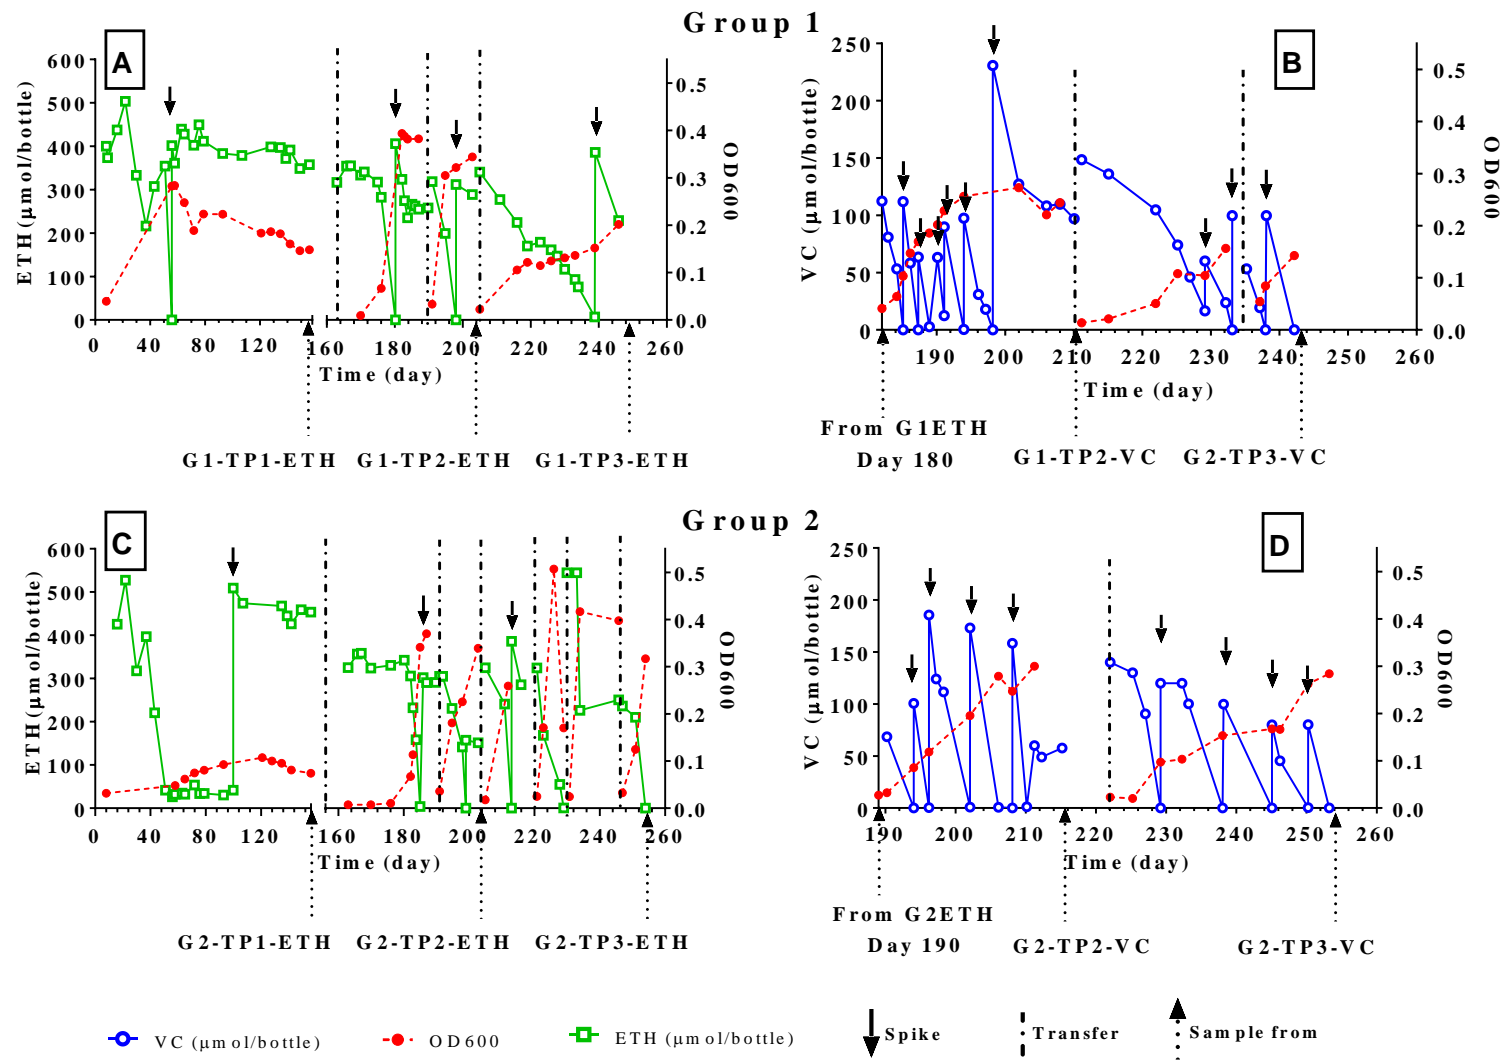 Group 1
A
600
500
400
300
200
100
0
ETH (µmol/bottle)
0.5
0.4
0.3
0.2
0.1
0.0
OD600
0 40 80 120 160 180 200 220 240 260
Time (day)
G1-TP1-ETH G1-TP2-ETH G1-TP3-ETH
B
250
200
150
100
50
0
VC (µmol/bottle)
0.5
0.4
0.3
0.2
0.1
0.0
OD600
190 200 210 220 230 240 250 260
Time (day)
From G1ETH
Day 180
G1-TP2-VC G2-TP3-VC
Group 2
C
600
500
400
300
200
100
0
ETH (µmol/bottle)
0.5
0.4
0.3
0.2
0.1
0.0
OD600
0 40 80 120 160 180 200 220 240 260
Time (day)
G2-TP1-ETH G2-TP2-ETH G2-TP3-ETH
D
250
200
150
100
50
0
VC (µmol/bottle)
0.5
0.4
0.3
0.2
0.1
0.0
OD600
190 200 210 220 230 240 250 260
Time (day)
From G2ETH
Day 190
G2-TP2-VC G2-TP3-VC
VC (µmol/bottle) OD600 ETH (µmol/bottle) Spike Transfer Sample from